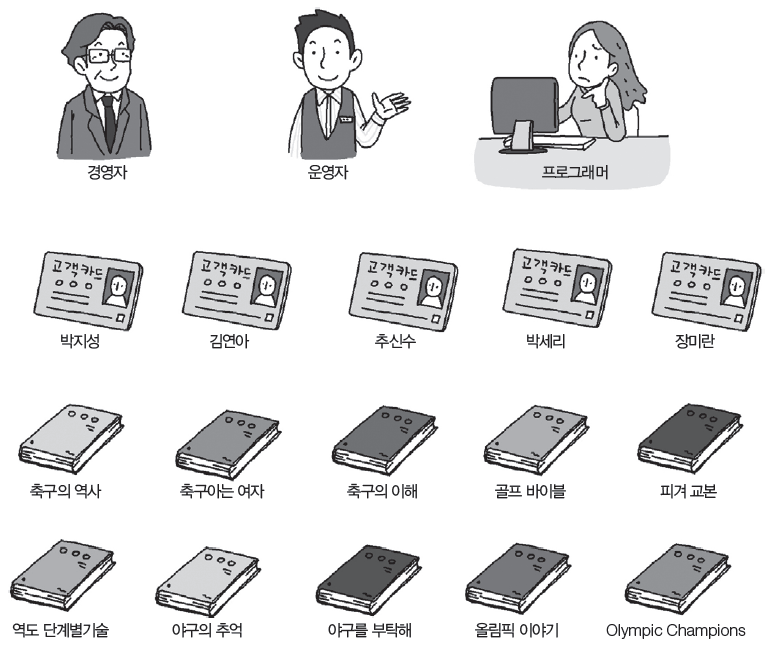 경영자
운영자
프로그래머
고객카드
고객카드
고객카드
고객카드
고객카드
박지성
김연아
추신수
박세리
장미란
축구의 역사
축구아는 여자
축구의 이해
골프 바이블
피겨 교본
역도 단계별기술
야구의 추억
야구를 부탁해
올림픽 이야기
Olympic Champions